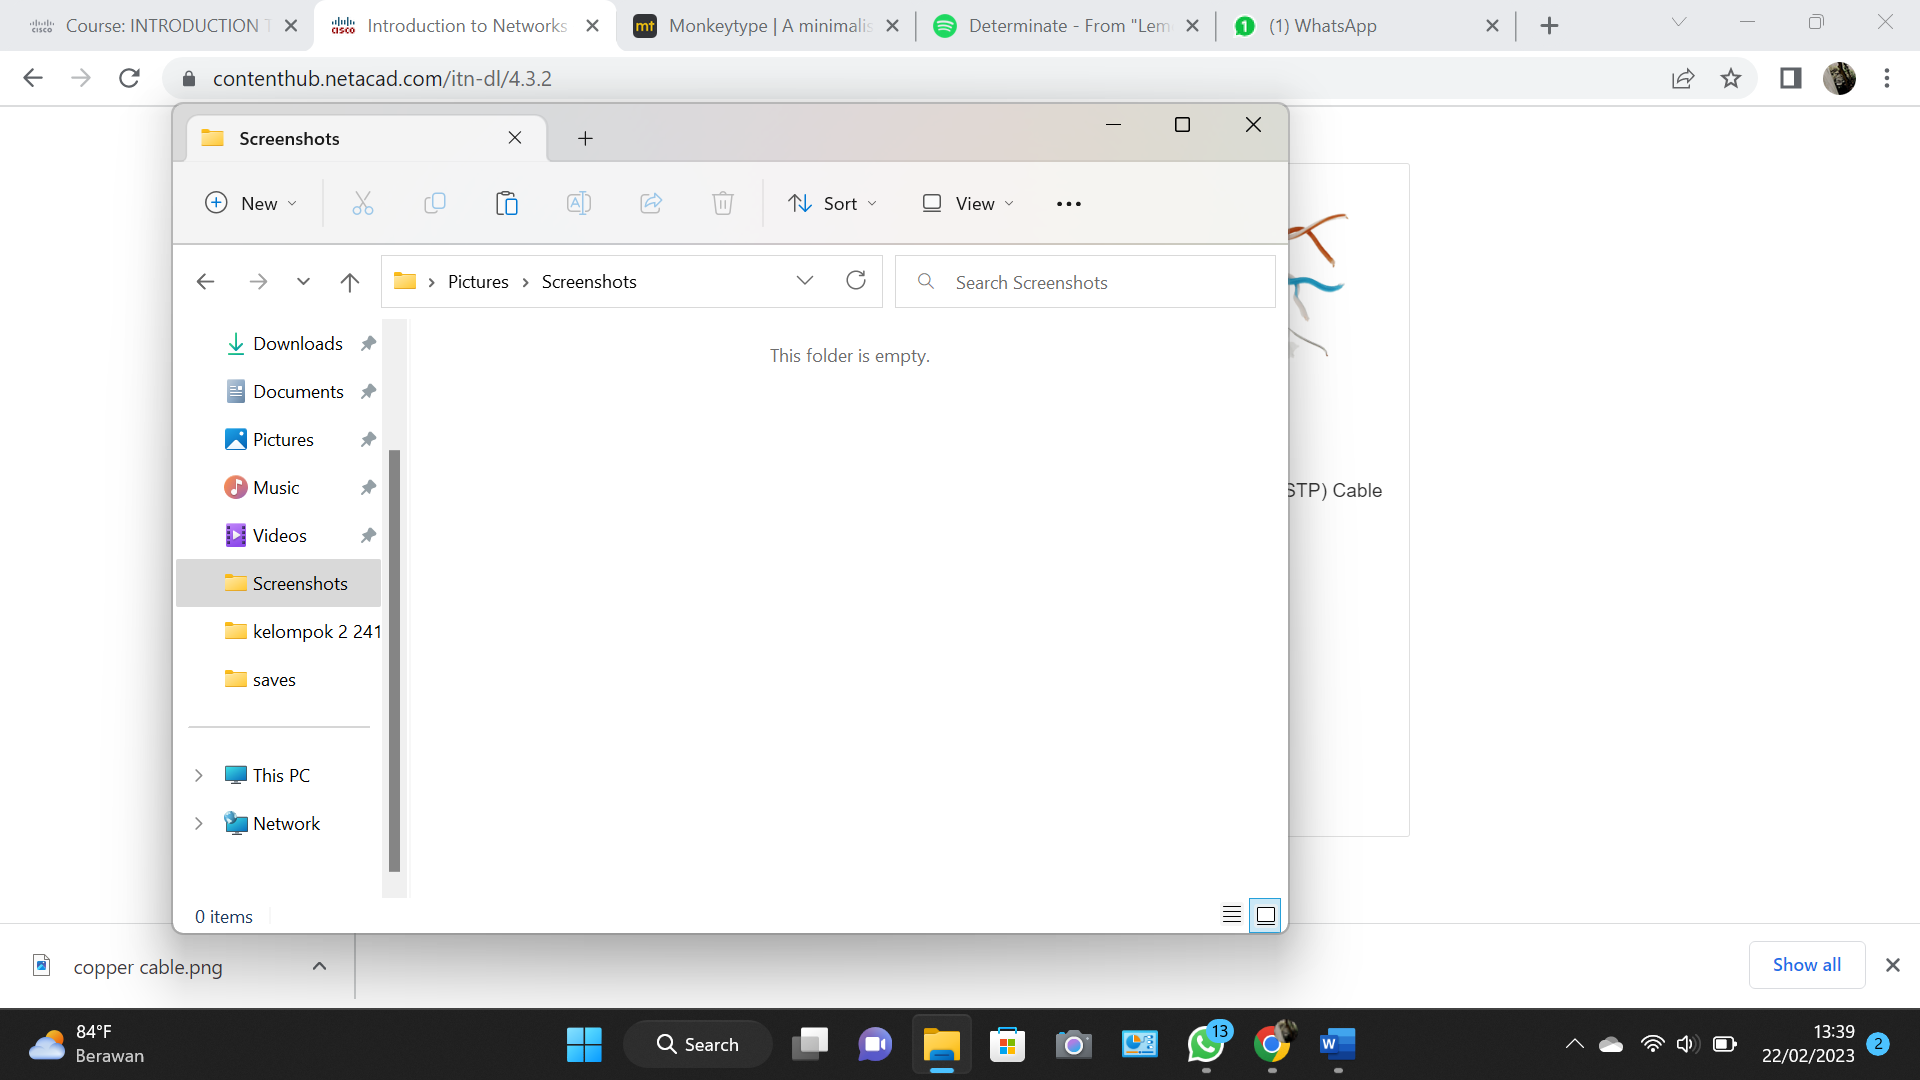 Course: INTRODUCTION T
Introduction to Networks
mt
Monkeytype | A minimalis
Determinate - From "Lem
1
(1) WhatsApp
contenthub.netacad.com/itn-dl/4.3.2
Screenshots
New
Sort
View
Pictures
Screenshots
Search Screenshots
Downloads
Documents
Pictures
Music
Videos
Screenshots
kelompok 2 241
saves
This PC
Network
This folder is empty.
STP) Cable
0 items
copper cable.png
Show all
84°F
Berawan
Search
13
W
13:39
22/02/2023
2